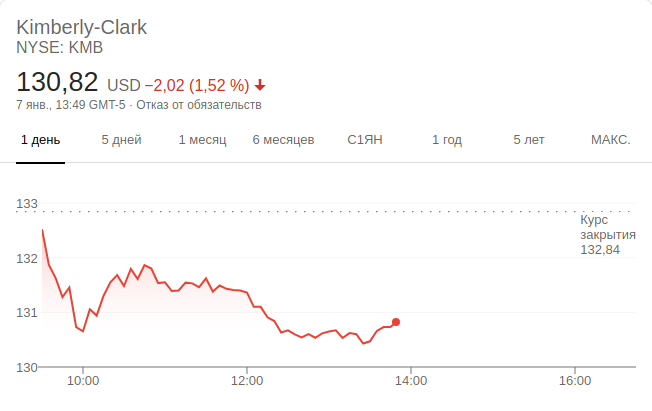 Kimberly-Clark
NYSE: KMB
130,82 USD −2,02 (1,52 %)
7 янв., 13:49 GMT-5 · Отказ от обязательств
1 день 5 дней 1 месяц 6 месяцев С1ЯН 1 год 5 лет МАКС.
133
Курс
закрытия
132,84
132
131
130
10:00 12:00 14:00 16:00